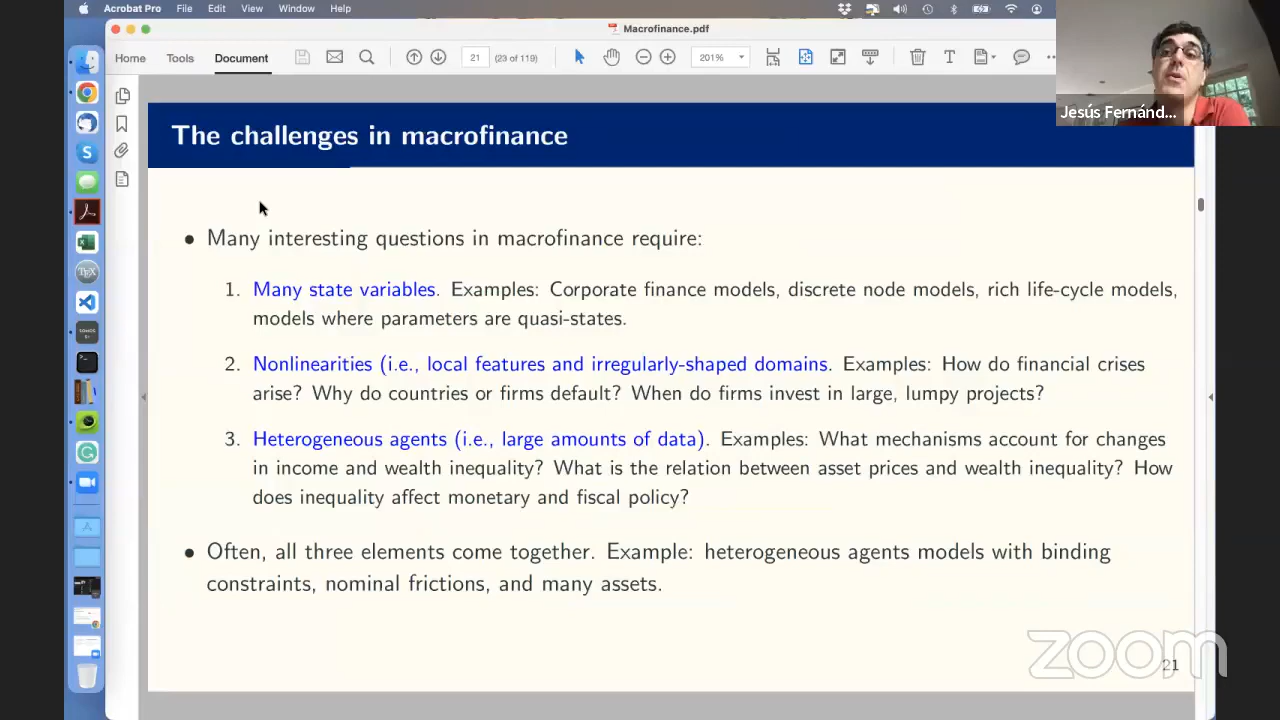 Acrobat Pro File Edit View Window Help
Macrofinance.pdf
Home Tools Document 21 (23 of 119) 201%
Jesús Fernánd...
The challenges in macrofinance
• Many interesting questions in macrofinance require:
1. Many state variables. Examples: Corporate finance models, discrete node models, rich life-cycle models,
models where parameters are quasi-states.
2. Nonlinearities (i.e., local features and irregularly-shaped domains. Examples: How do financial crises
arise? Why do countries or firms default? When do firms invest in large, lumpy projects?
3. Heterogeneous agents (i.e., large amounts of data). Examples: What mechanisms account for changes
in income and wealth inequality? What is the relation between asset prices and wealth inequality? How
does inequality affect monetary and fiscal policy?
• Often, all three elements come together. Example: heterogeneous agents models with binding
constraints, nominal frictions, and many assets.
zoom
21